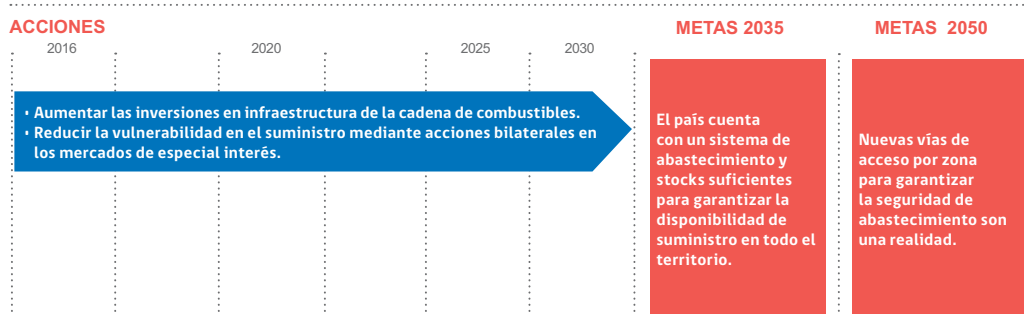 ACCIONES
METAS 2035
METAS 2050
2016
2020
2025
2030
• Aumentar las inversiones en infraestructura de la cadena de combustibles.
• Reducir la vulnerabilidad en el suministro mediante acciones bilaterales en
los mercados de especial interés.
El país cuenta
con un sistema de
abastecimiento y
stocks suficientes
para garantizar la
disponibilidad de
suministro en todo el
territorio.
Nuevas vías de
acceso por zona
para garantizar
la seguridad de
abastecimiento son
una realidad.